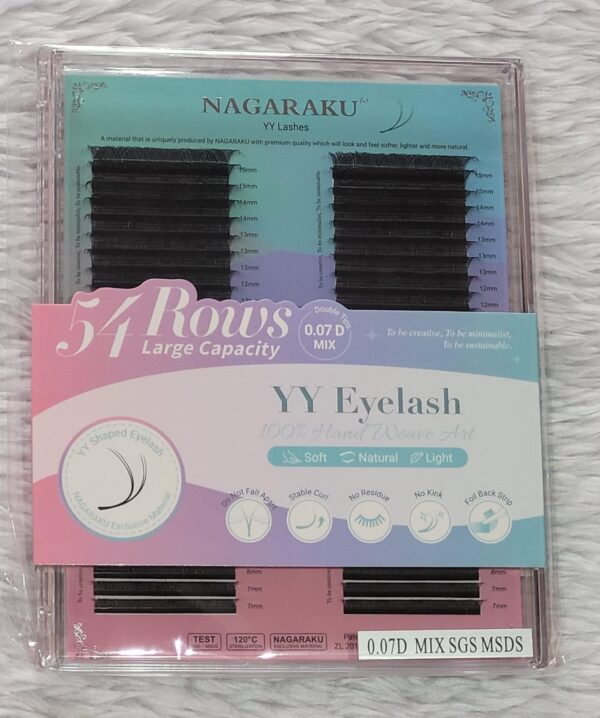 NAGARAKU
YY Lashes
A material that is uniquely produced by NAGARAKU with premium quality which will look and feel softer, lighter and more natural.
15mm
15mm
15mm
15mm
14mm
14mm
14mm
14mm
13mm
13mm
13mm
13mm
13mm
13mm
12mm
12mm
54 Rows
Large Capacity
Double Tips
0.07 D
MIX
To be creative, To be minimalist,
To be sustainable.
YY Eyelash
100% Hand Weave Art
Soft Natural Light
YY Shaped Eyelash
NAGARAKU Exclusive Material
Do Not Fall Apart
Stable Curl
No Residue
No Kink
Foil Back Strip
8mm
8mm
7mm
7mm
7mm
7mm
TEST
120°C
STERILIZATION
NAGARAKU
EXCLUSIVE MATERIAL
ZL 201
0.07D MIX SGS MSDS